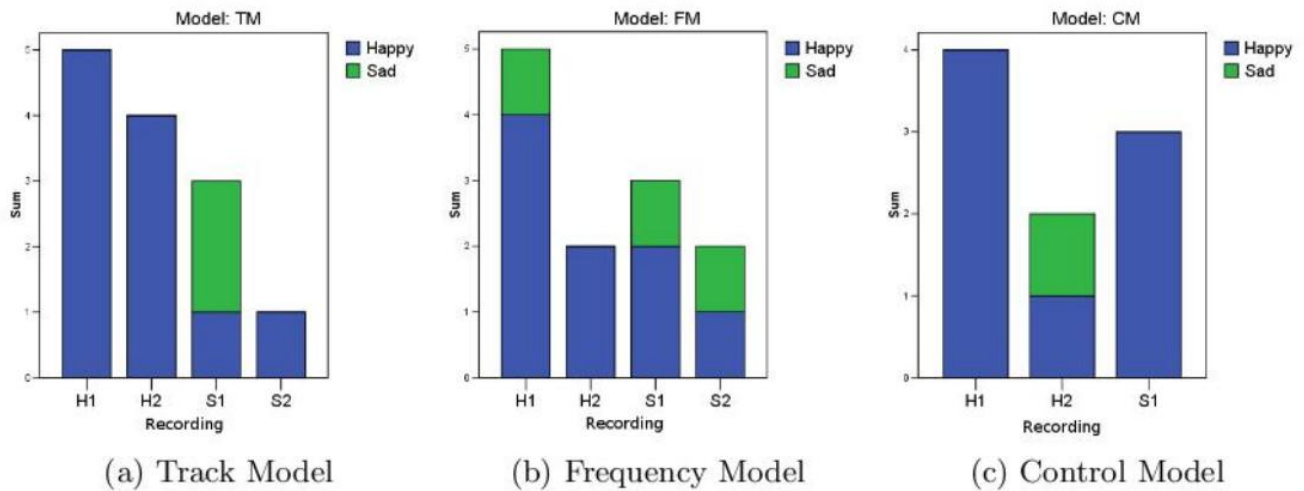 Model: TM
Happy
Sad
5
4
3
2
1
0
Sum
H1 H2 S1 S2
Recording
(a) Track Model
Model: FM
Happy
Sad
5
4
3
2
1
0
Sum
H1 H2 S1 S2
Recording
(b) Frequency Model
Model: CM
Happy
Sad
4
3
2
1
0
Sum
H1 H2 S1
Recording
(c) Control Model